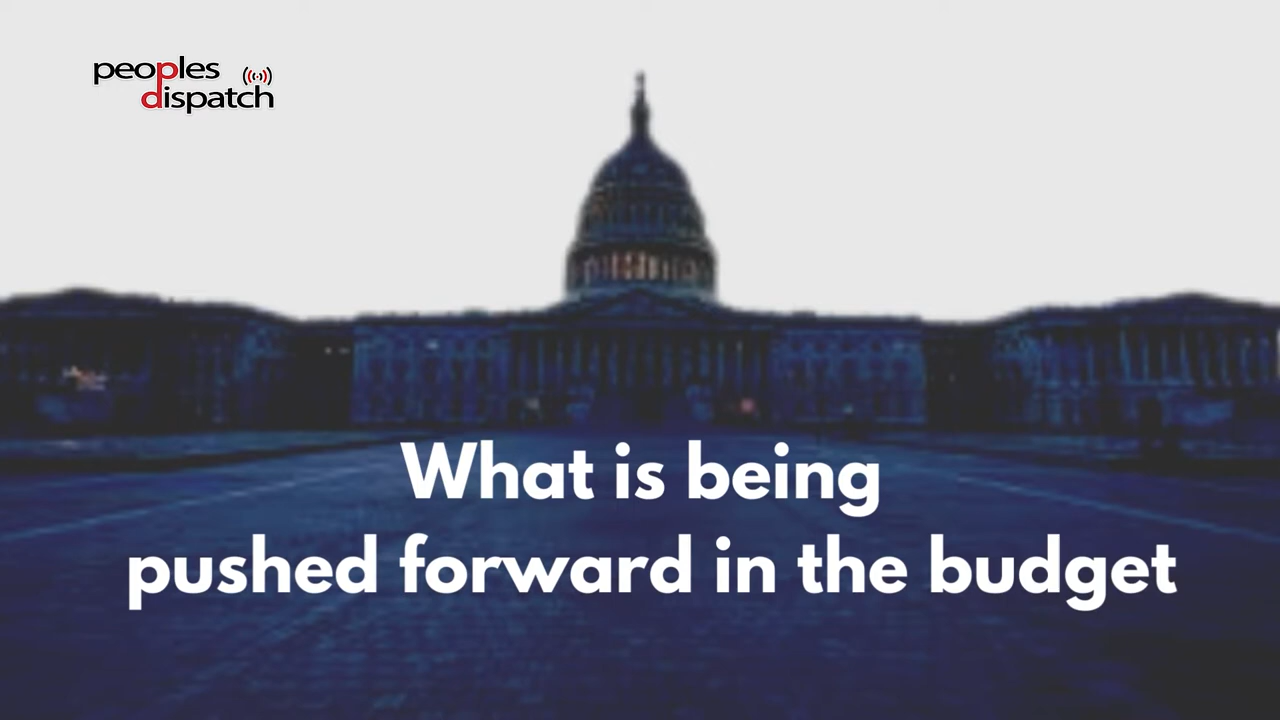 peoples
dispatch
What is being
pushed forward in the budget